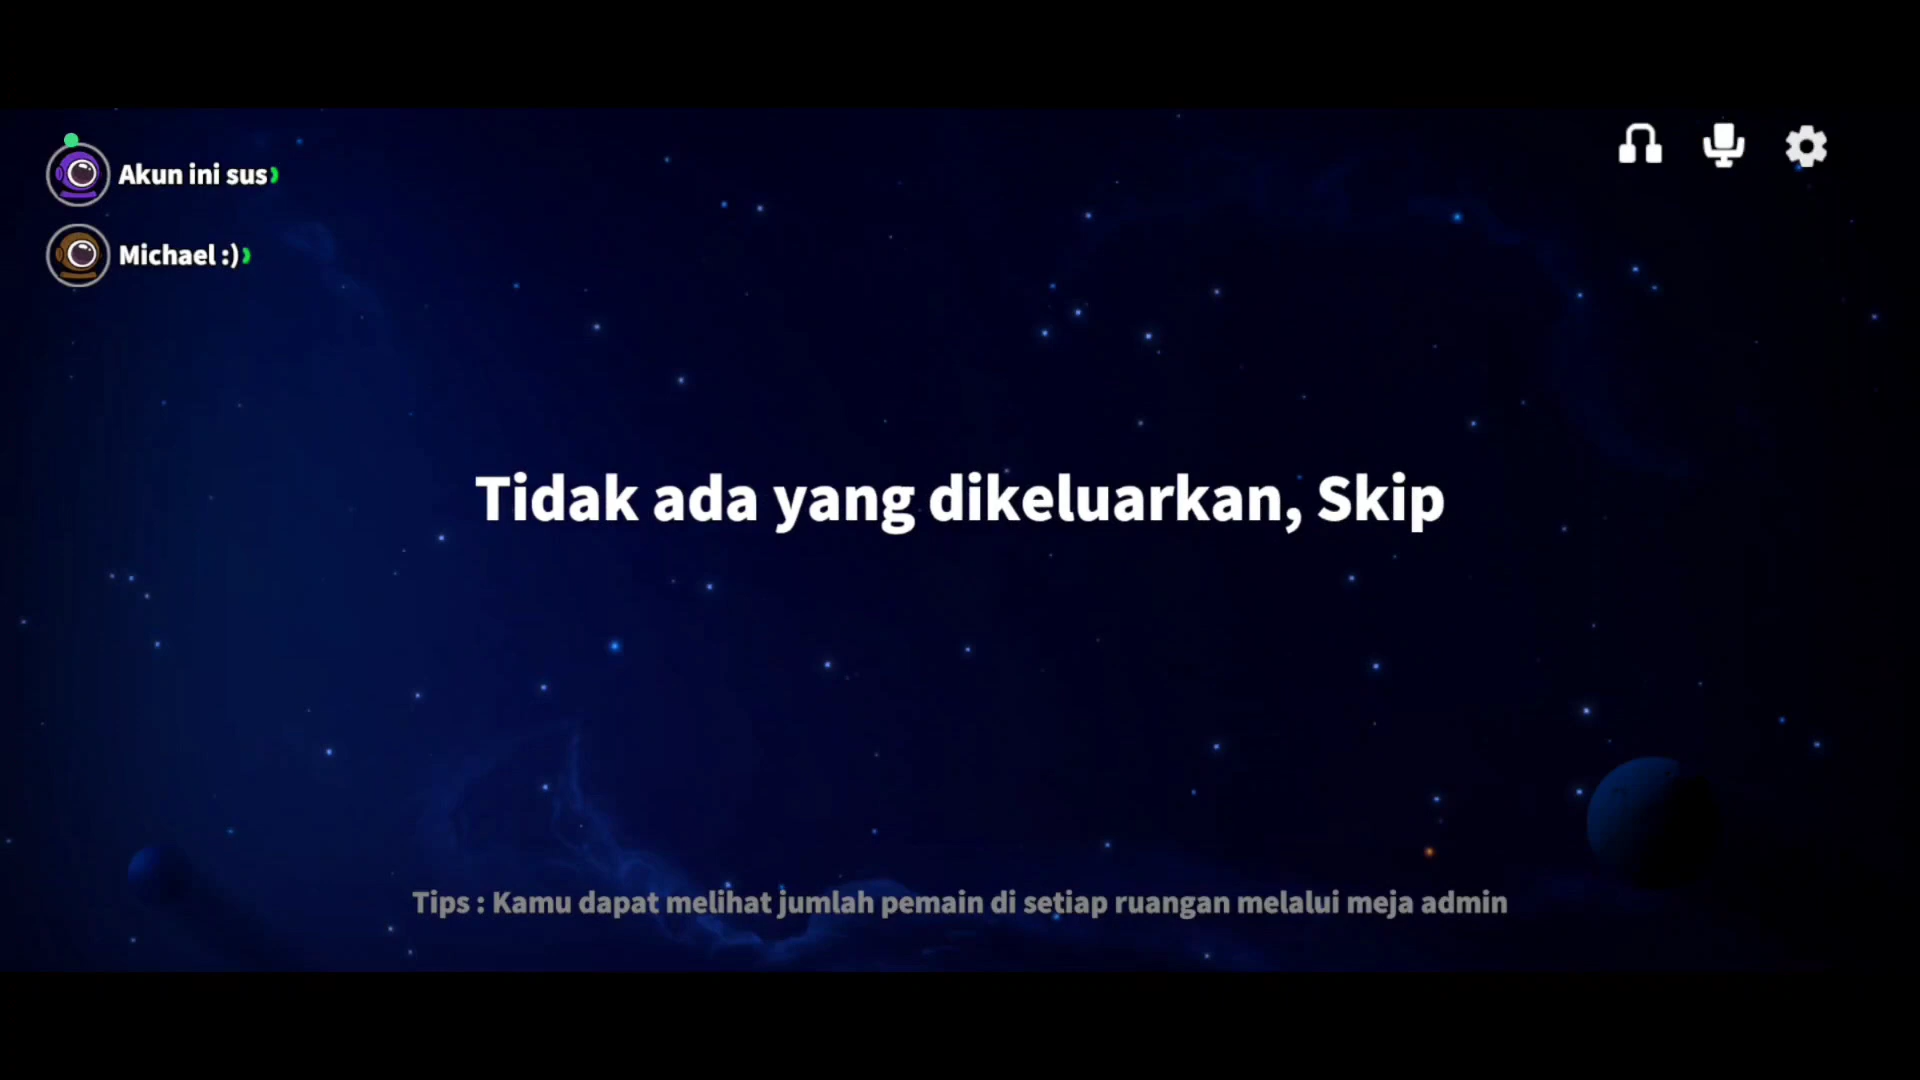 Akun ini sus
Michael :)
Tidak ada yang dikeluarkan, Skip
Tips : Kamu dapat melihat jumlah pemain di setiap ruangan melalui meja admin